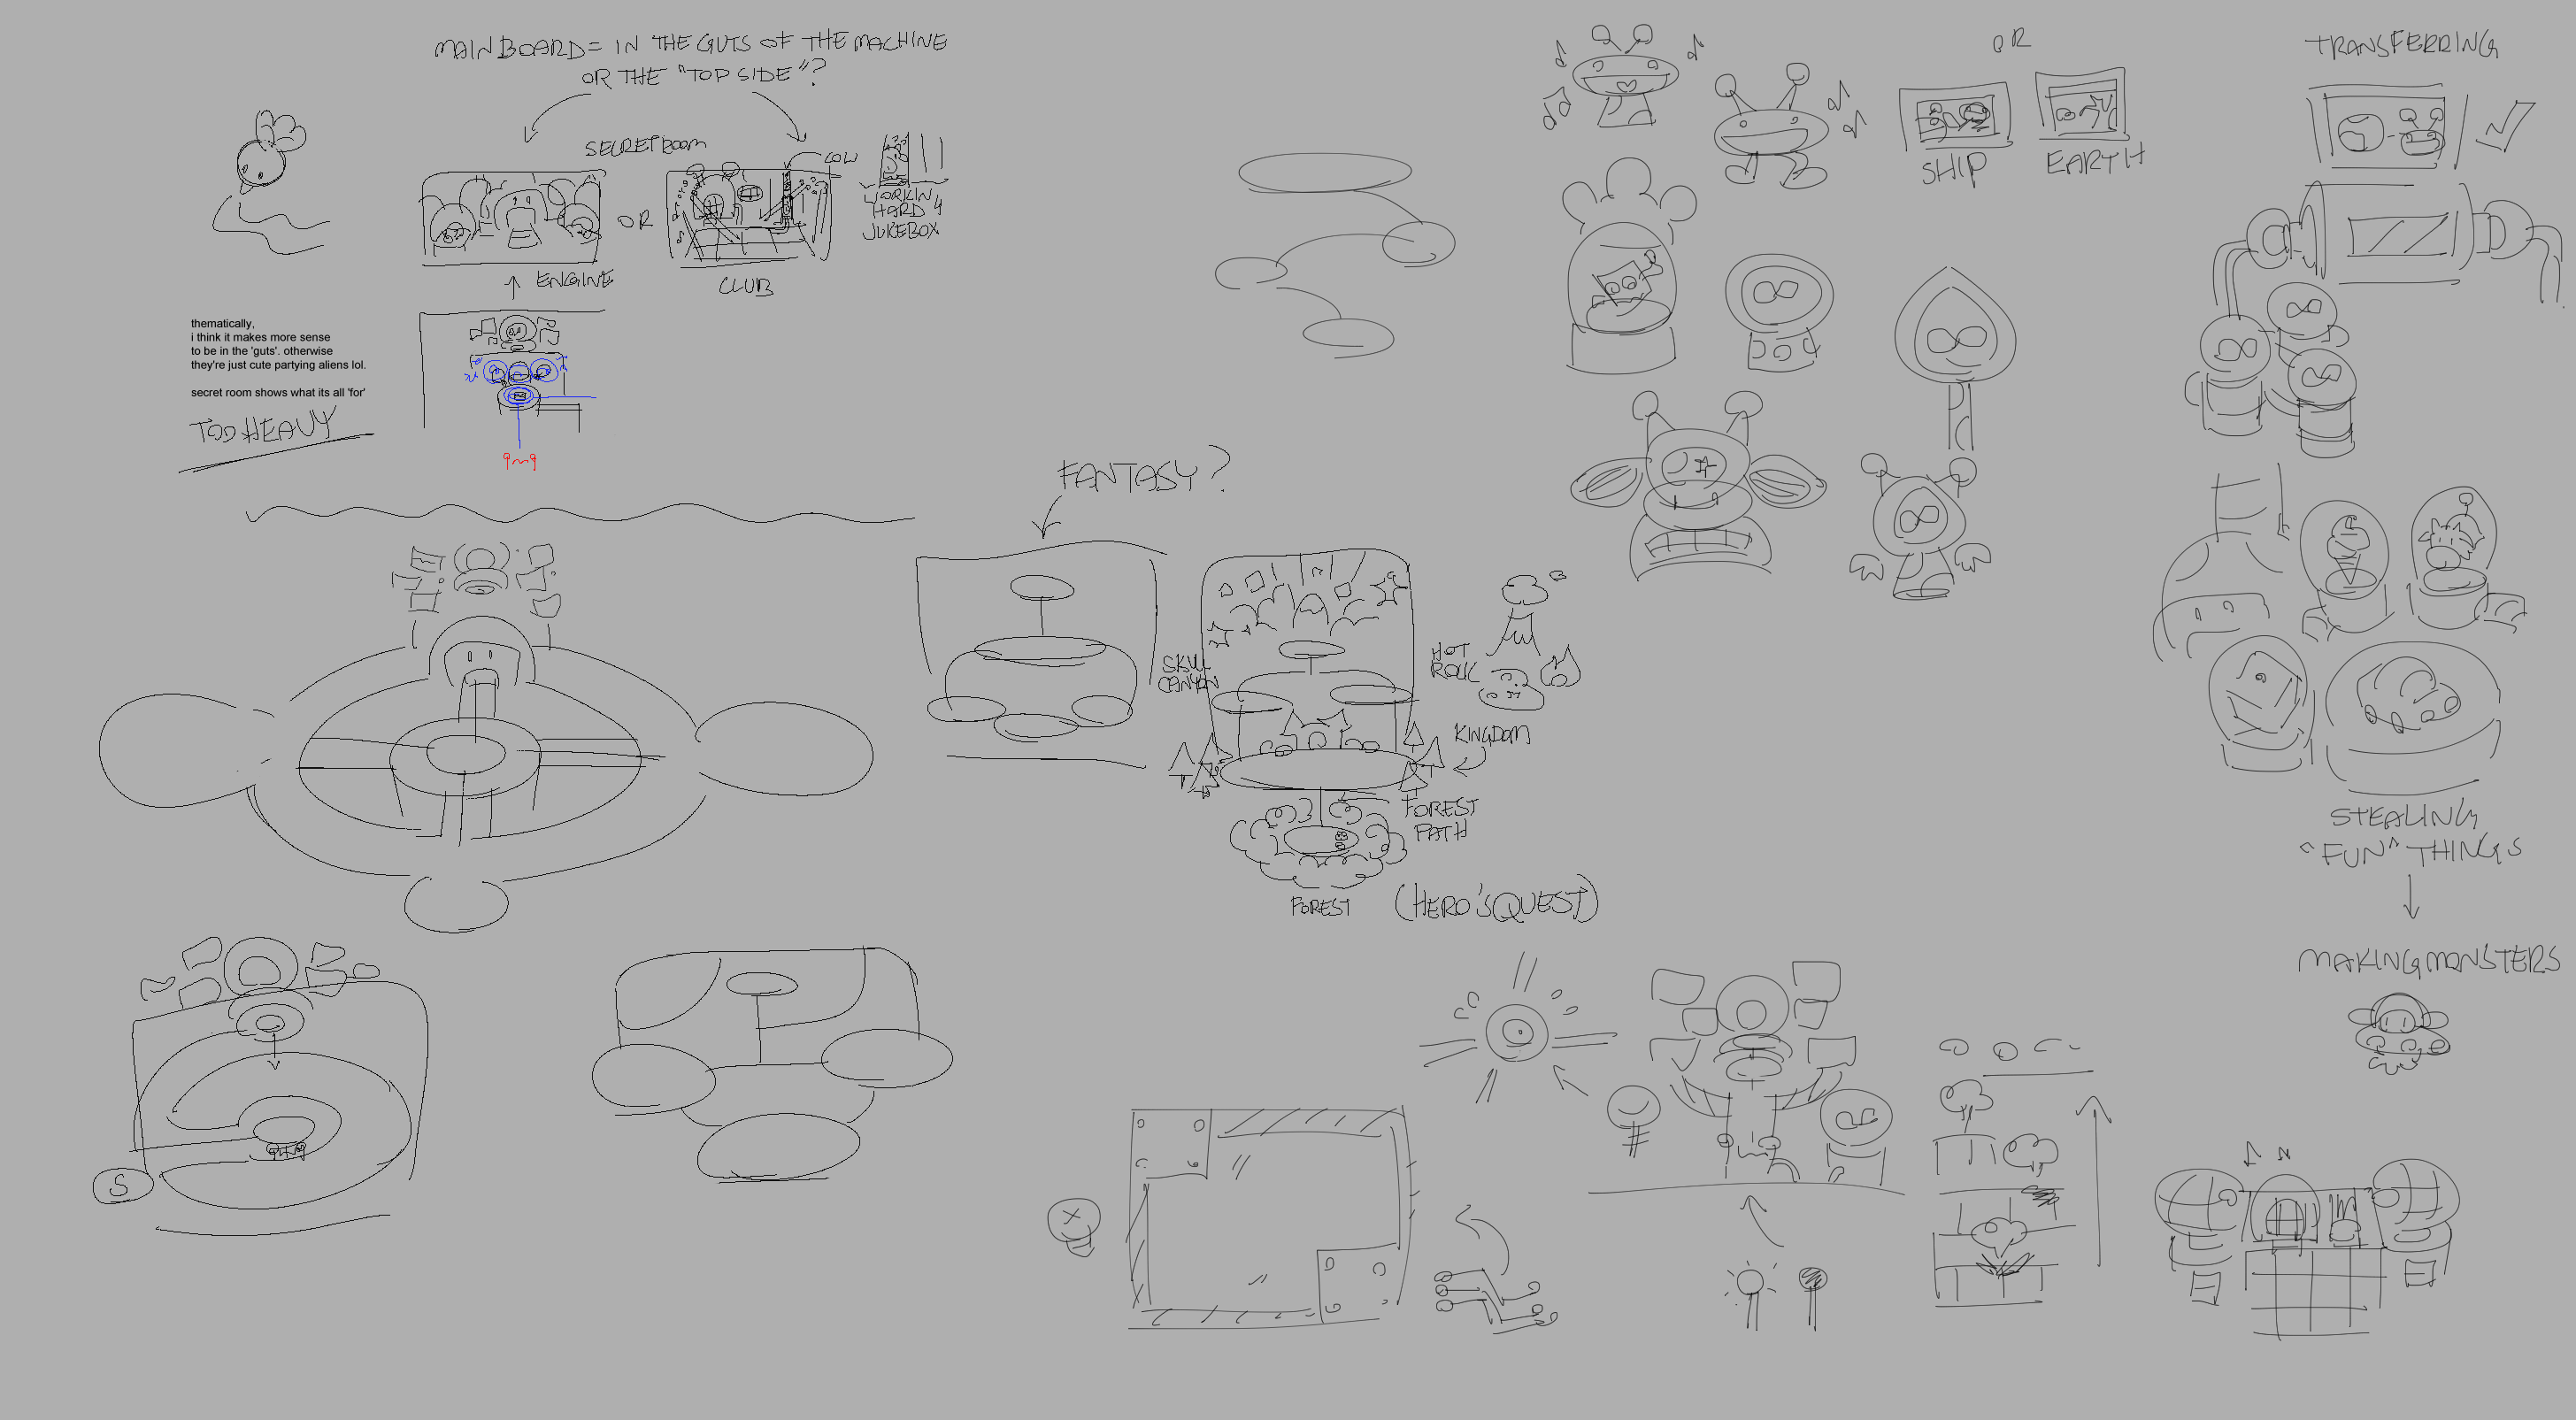 MAIN BOARD = IN THE GUTS OF THE MACHINE
OR THE "TOP SIDE"?
SECRET ROOM
OR
COW
WORKIN
HARD 4
JUKEBOX
ENGINE
CLUB
thematically,
i think it makes more sense
to be in the 'guts'. otherwise
they're just cute partying aliens lol.
secret room shows what its all 'for'
TOO HEAVY
FANTASY?
SKULL
CANYON
HOT
ROCK
KINGDOM
FOREST
PATH
FOREST
(HERO'S QUEST)
S
OR
SHIP
EARTH
TRANSFERRING
STEALING
"FUN" THINGS
MAKING MONSTERS